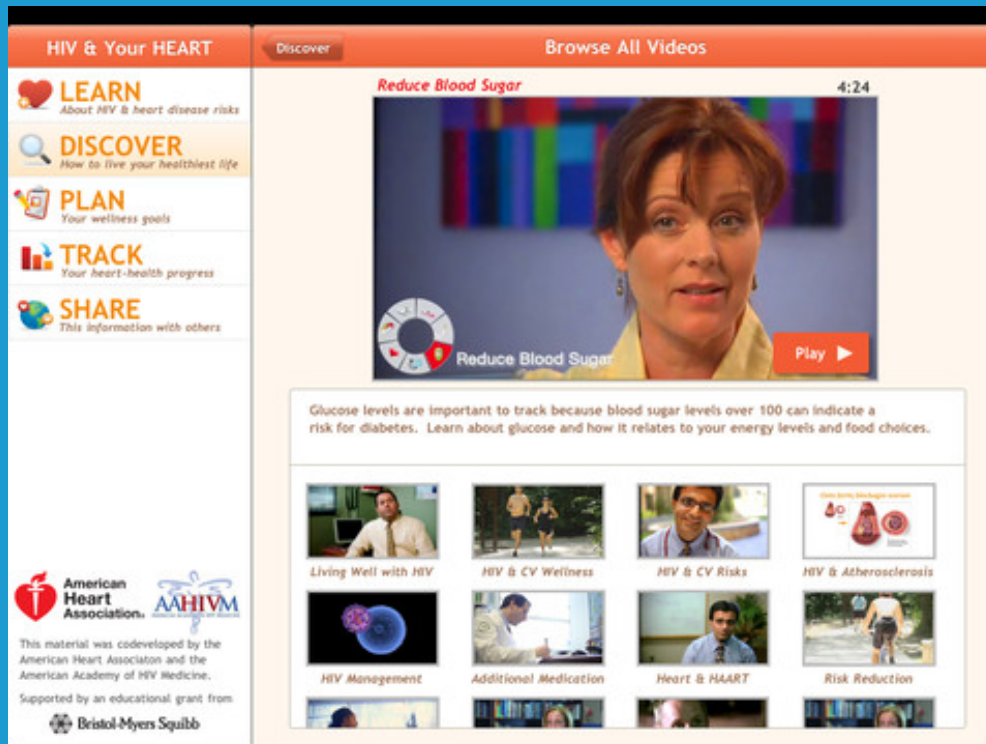 HIV & Your HEART
Discover
Browse All Videos
LEARN
About HIV & heart disease risks
DISCOVER
How to live your healthiest life
PLAN
Your wellness goals
TRACK
Your heart-health progress
SHARE
This information with others
American
Heart
Association®
AAHIVM
This material was codeveloped by the
American Heart Associaton and the
American Academy of HIV Medicine.
Supported by an educational grant from
Bristol-Myers Squibb
Reduce Blood Sugar
4:24
Reduce Blood Sugar
Play
Glucose levels are important to track because blood sugar levels over 100 can indicate a
risk for diabetes. Learn about glucose and how it relates to your energy levels and food choices.
Living Well with HIV
HIV & CV Wellness
HIV & CV Risks
HIV & Atherosclerosis
HIV Management
Additional Medication
Heart & HAART
Risk Reduction